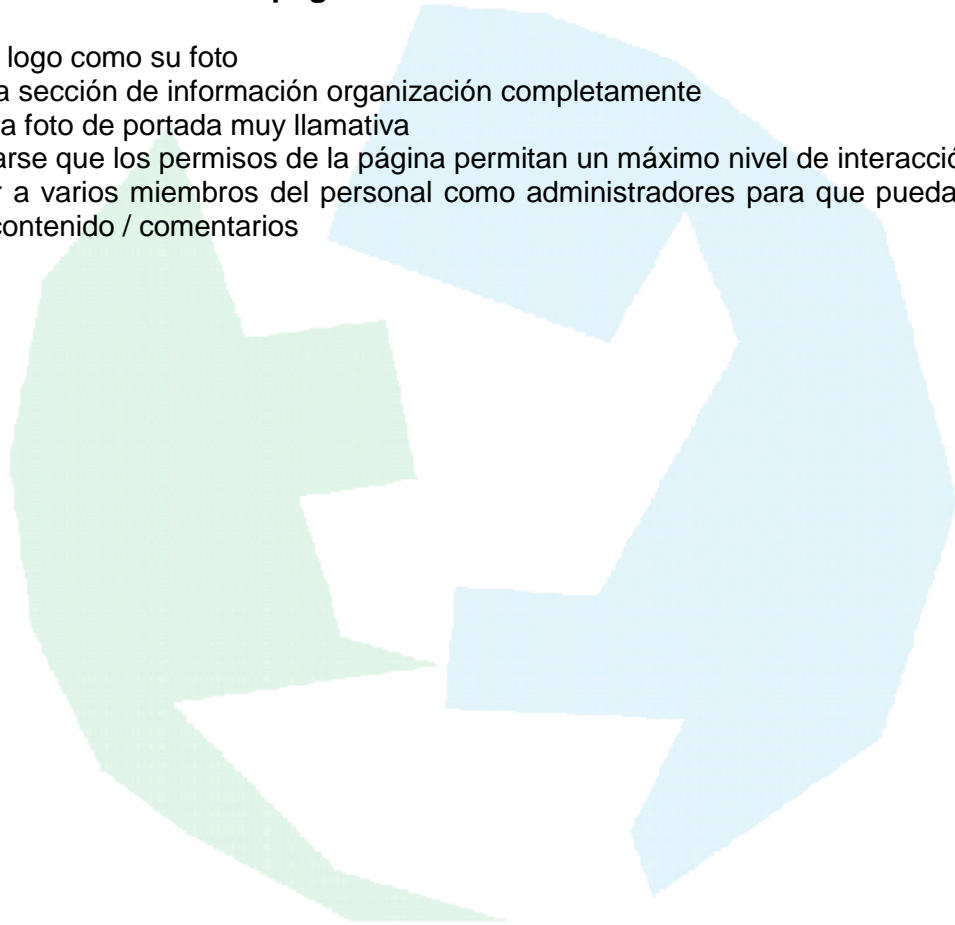 logo como su foto
a sección de información organización completamente
a foto de portada muy llamativa
arse que los permisos de la página permitan un máximo nivel de interacció
r a varios miembros del personal como administradores para que pueda
contenido / comentarios